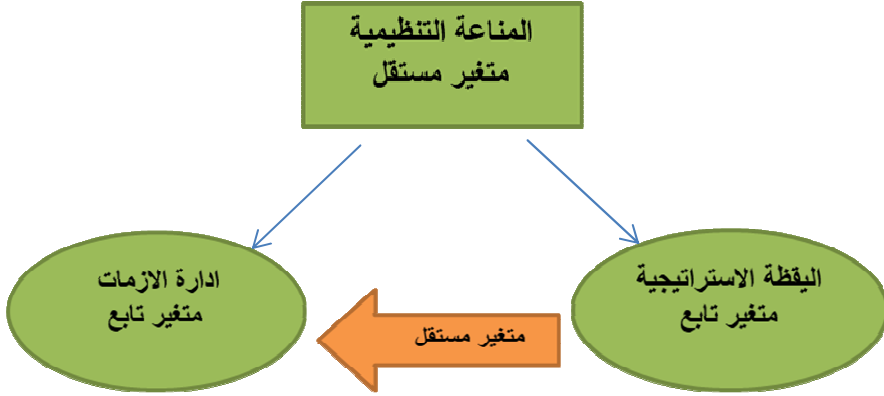 المناعة التنظيمية
متغير مستقل
اليقظة الاستراتيجية
متغير تابع
متغير مستقل
ادارة الازمات
متغير تابع